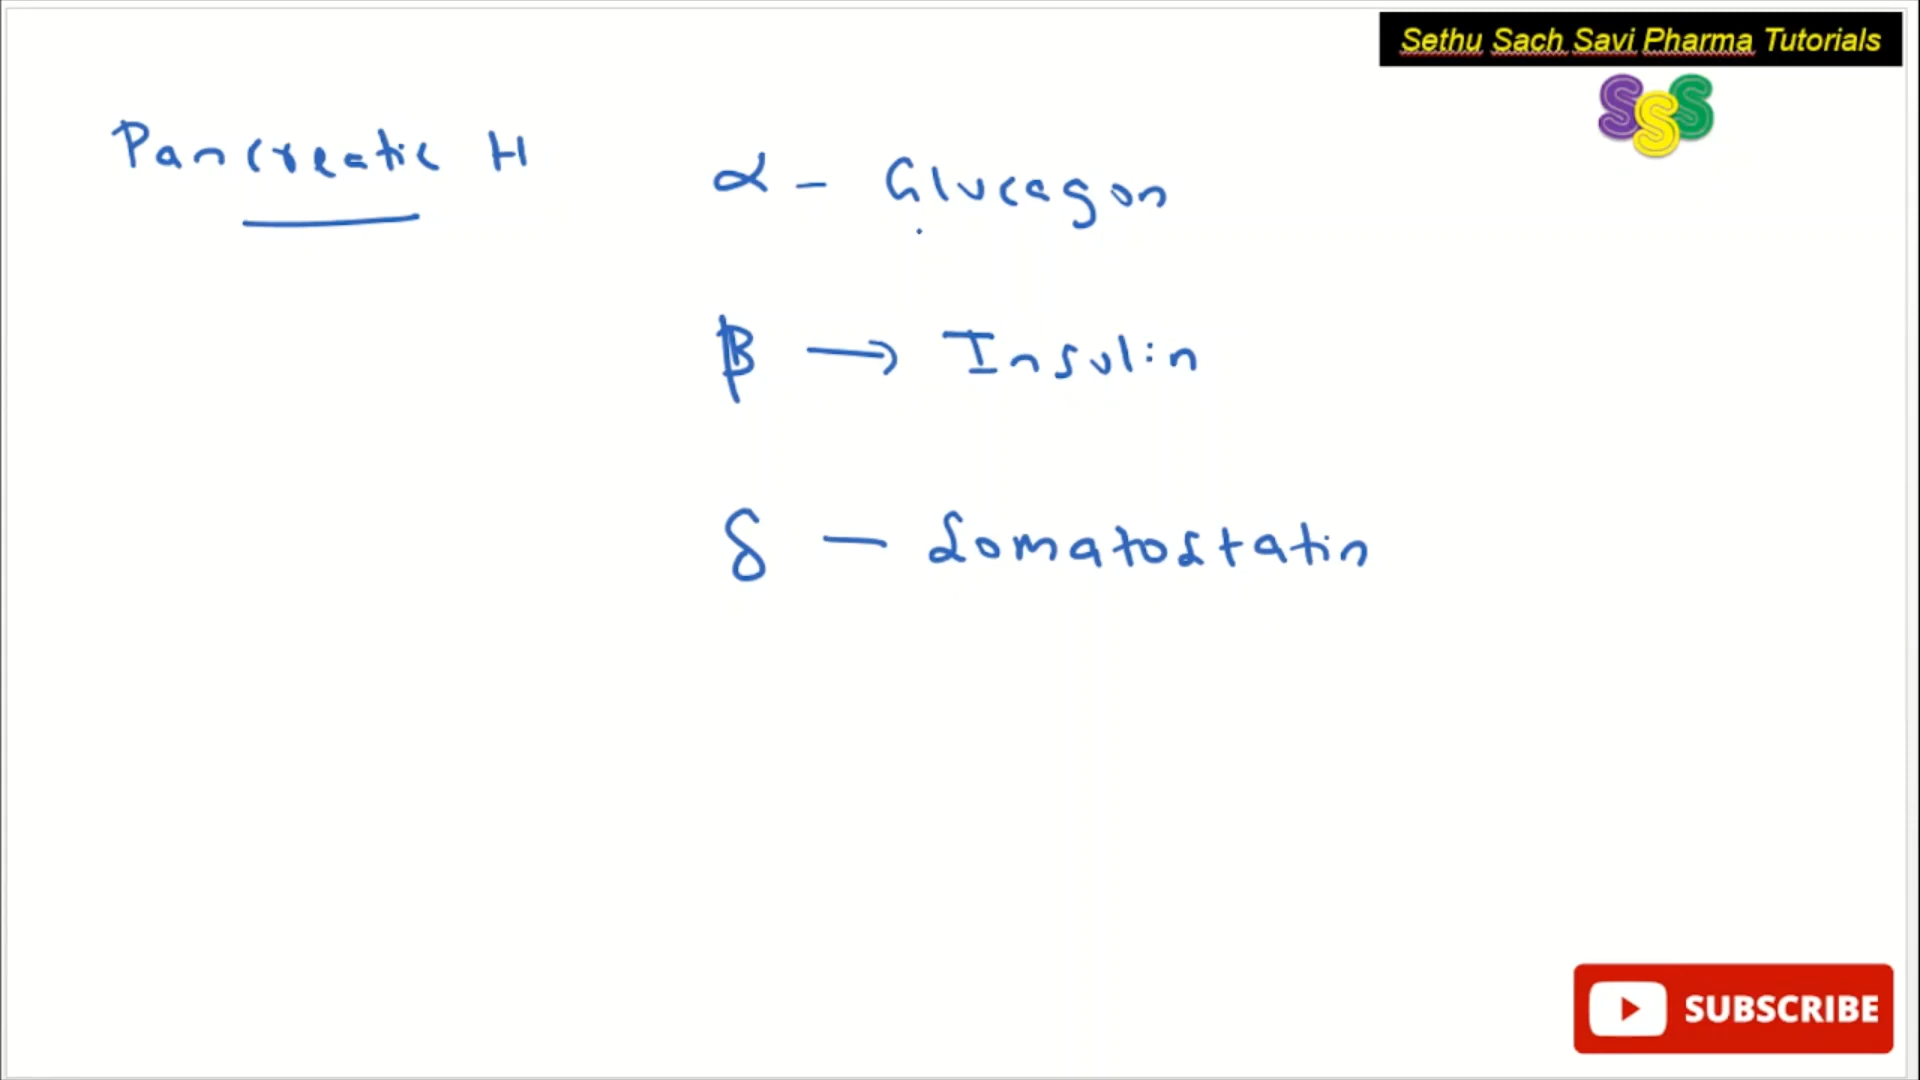 Sethu Sach Savi Pharma Tutorials
SSS
Pancreatic H
α - Glucagon
β → Insulin
δ - Somatostatin
SUBSCRIBE